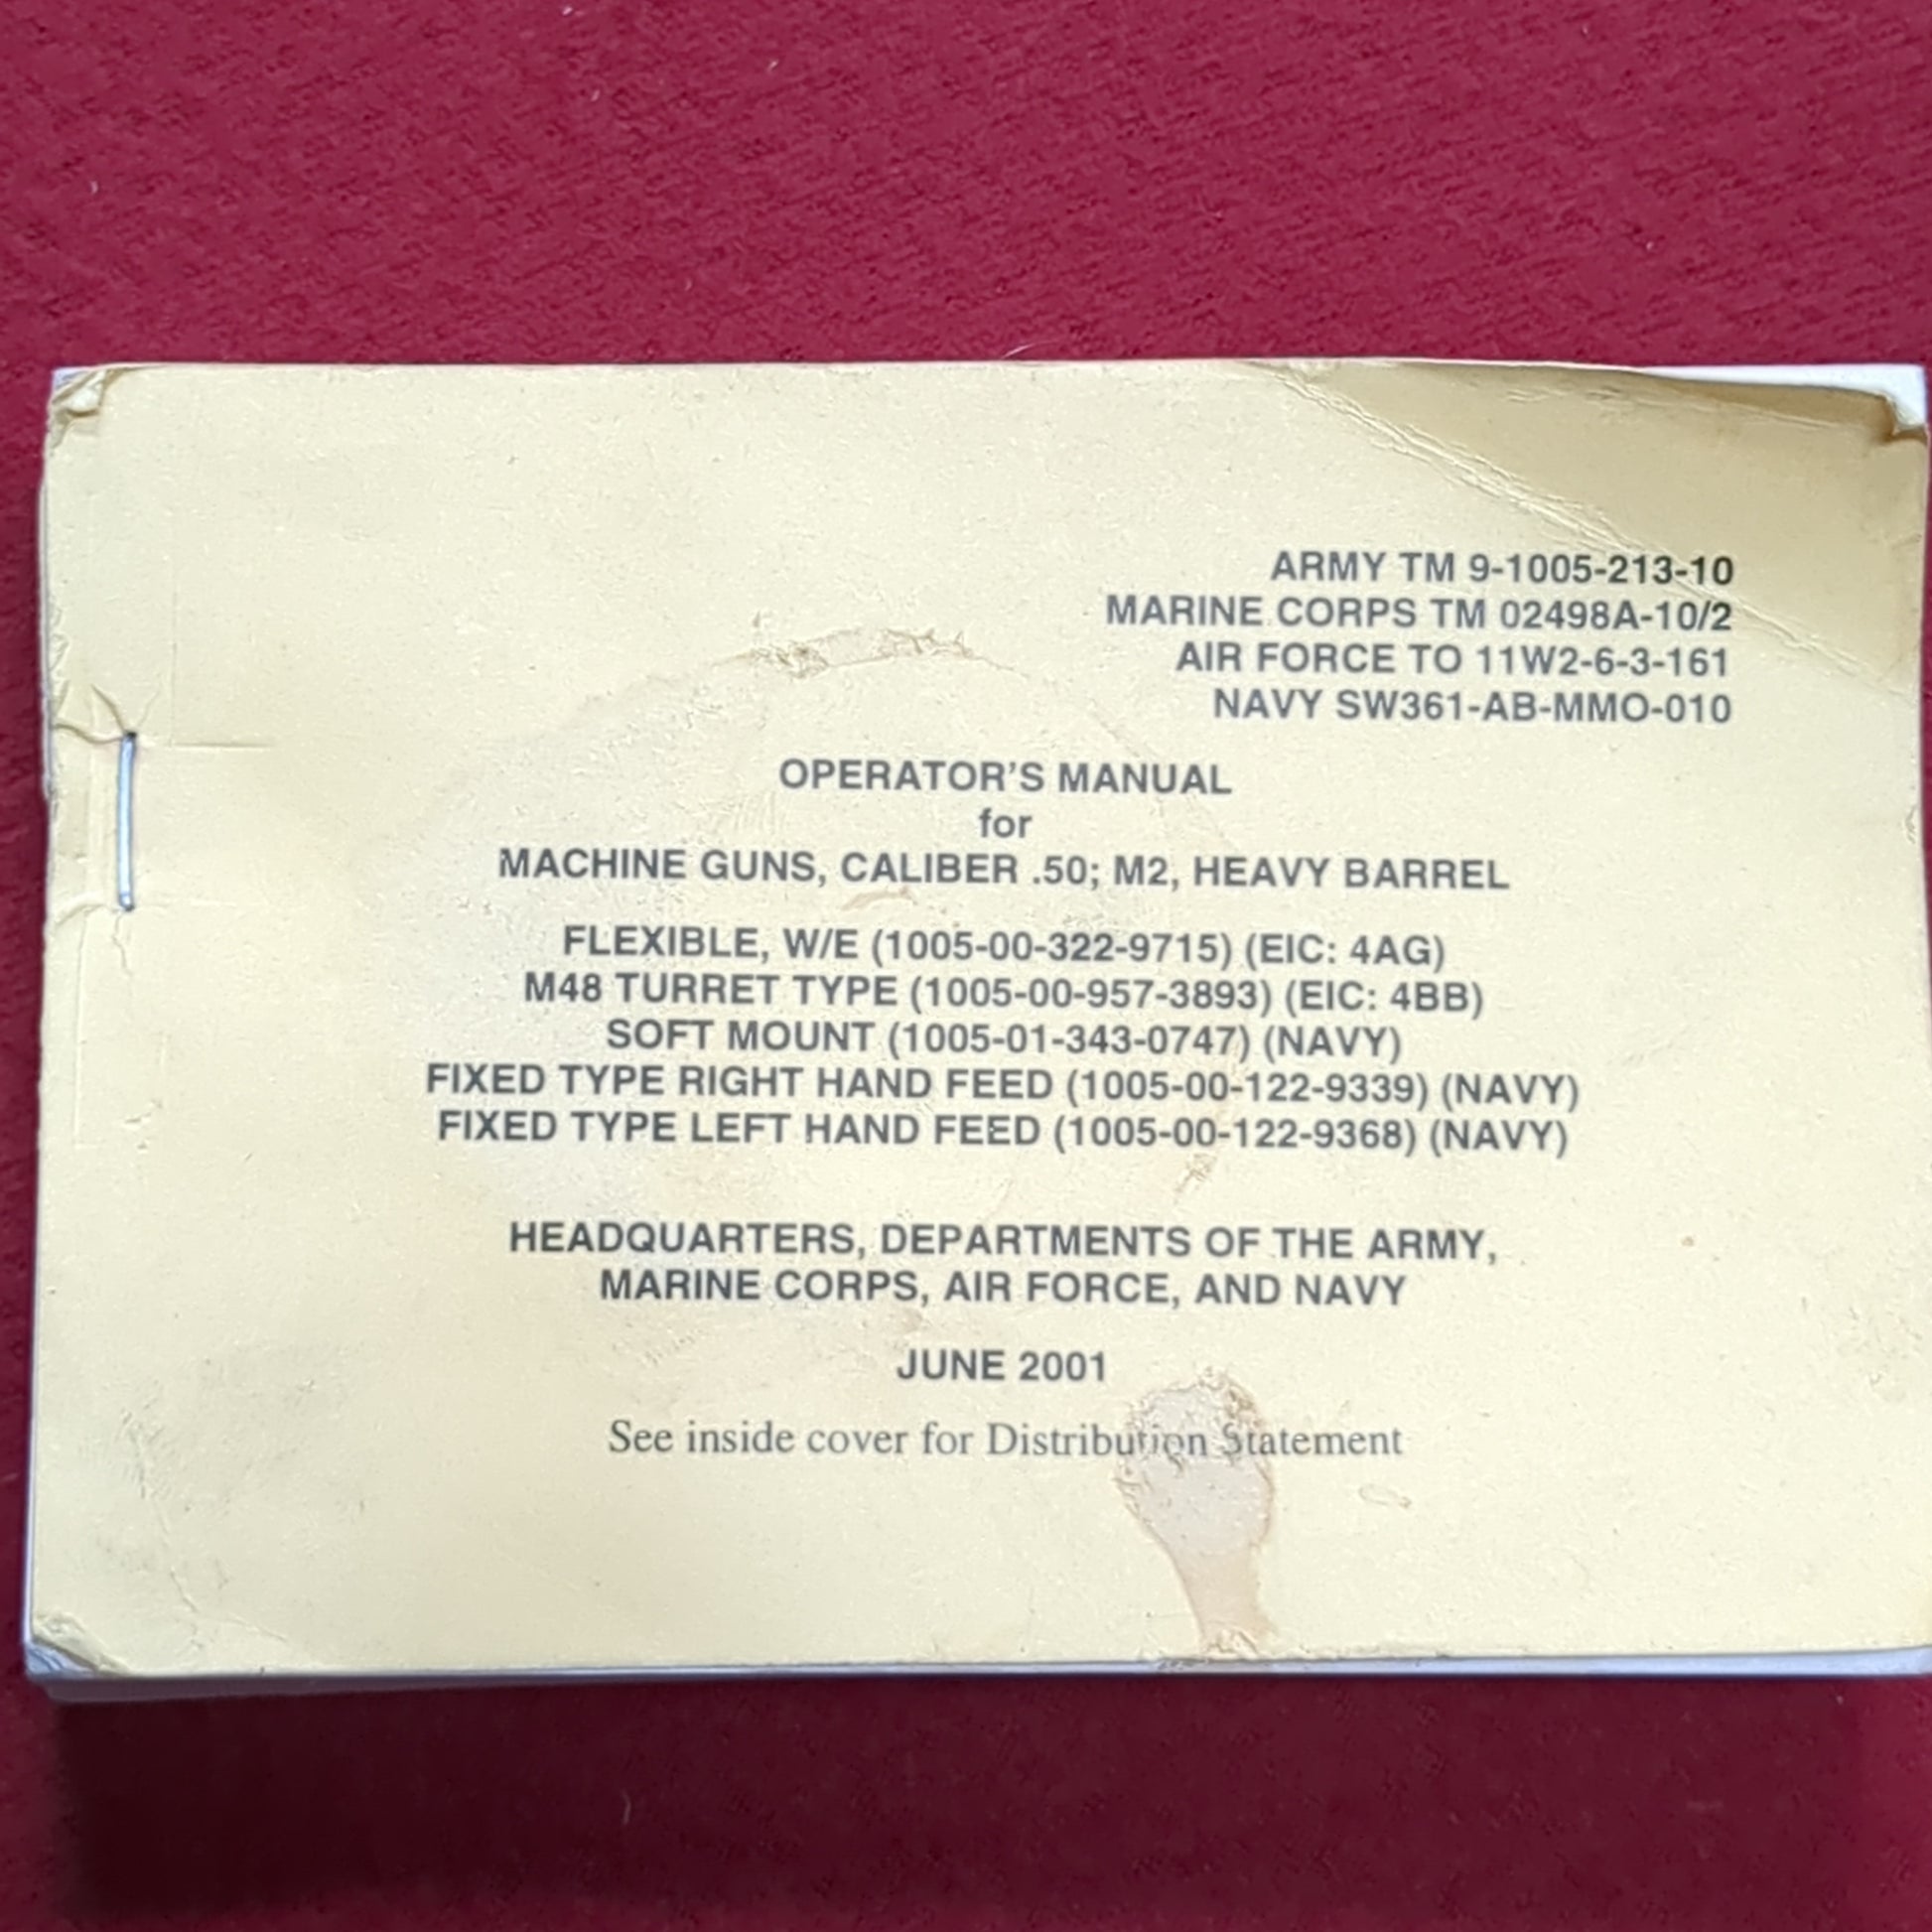 ARMY TM 9-1005-213-10
MARINE CORPS TM 02498A-10/2
AIR FORCE TO 11W2-6-3-161
NAVY SW361-AB-MMO-010
OPERATOR'S MANUAL
for
MACHINE GUNS, CALIBER .50; M2, HEAVY BARREL
FLEXIBLE, W/E (1005-00-322-9715) (EIC: 4AG)
M48 TURRET TYPE (1005-00-957-3893) (EIC: 4BB)
SOFT MOUNT (1005-01-343-0747) (NAVY)
FIXED TYPE RIGHT HAND FEED (1005-00-122-9339) (NAVY)
FIXED TYPE LEFT HAND FEED (1005-00-122-9368) (NAVY)
HEADQUARTERS, DEPARTMENTS OF THE ARMY,
MARINE CORPS, AIR FORCE, AND NAVY
JUNE 2001
See inside cover for Distribution Statement